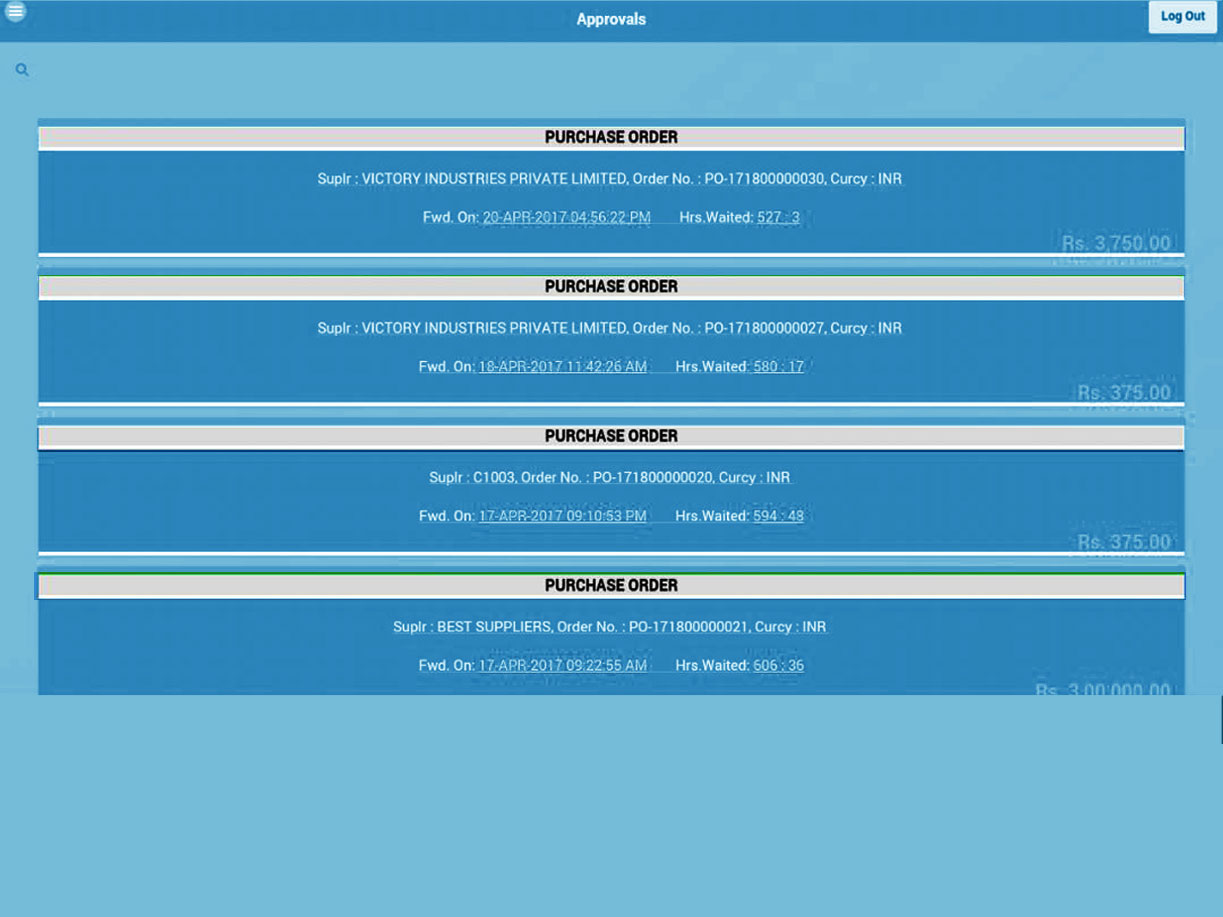 Approvals
Log Out
PURCHASE ORDER
Suplr : VICTORY INDUSTRIES PRIVATE LIMITED, Order No. : PO-171800000030, Curcy : INR
Fwd. On: 20-APR-2017 04:56:22 PM Hrs.Waited: 527 : 3
Rs. 3,750.00
PURCHASE ORDER
Suplr : VICTORY INDUSTRIES PRIVATE LIMITED, Order No. : PO-171800000027, Curcy : INR
Fwd. On: 18-APR-2017 11:42:26 AM Hrs.Waited: 580 : 17
Rs. 375.00
PURCHASE ORDER
Suplr : C1003, Order No. : PO-171800000020, Curcy : INR
Fwd. On: 17-APR-2017 09:10:53 PM Hrs.Waited: 594 : 48
Rs. 375.00
PURCHASE ORDER
Suplr : BEST SUPPLIERS, Order No. : PO-171800000021, Curcy : INR
Fwd. On: 17-APR-2017 09:22:55 AM Hrs.Waited: 606 : 36
Rs. 3,00,000.00